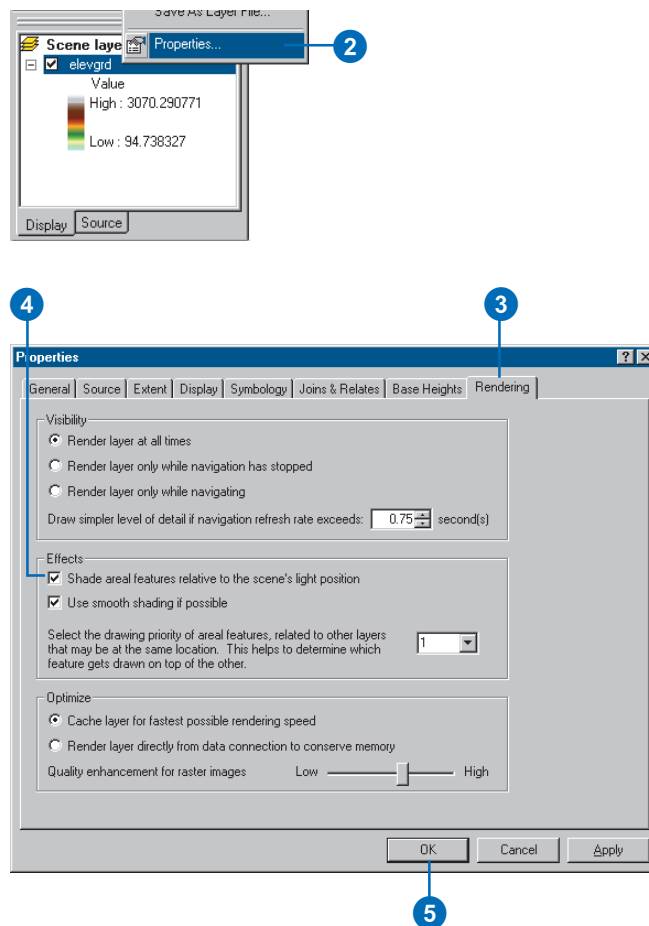 Save As Layer File...
Properties...
2
Scene laye
elevgrd
Value
High : 3070.290771
Low : 94.738327
Display Source
4 3
Properties
General Source Extent Display Symbology Joins & Relates Base Heights Rendering
Visibility
Render layer at all times
Render layer only while navigation has stopped
Render layer only while navigating
Draw simpler level of detail if navigation refresh rate exceeds: 0.75 second(s)
Effects
Shade areal features relative to the scene's light position
Use smooth shading if possible
Select the drawing priority of areal features, related to other layers
that may be at the same location. This helps to determine which
feature gets drawn on top of the other.
1
Optimize
Cache layer for fastest possible rendering speed
Render layer directly from data connection to conserve memory
Quality enhancement for raster images Low High
OK Cancel Apply
5